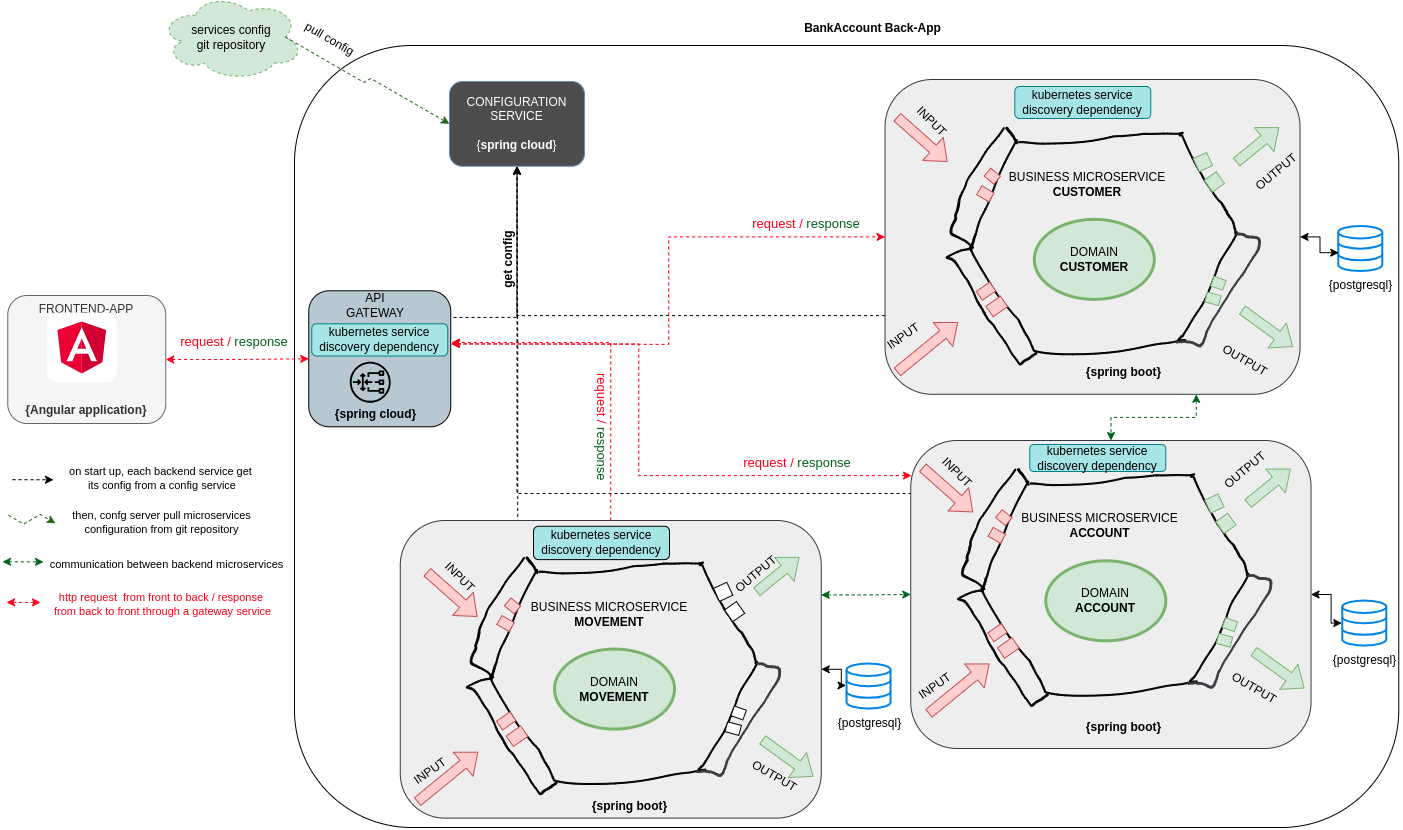 services config
git repository
pull config
BankAccount Back-App
CONFIGURATION
SERVICE
{spring cloud}
get config
FRONTEND-APP
{Angular application}
request / response
API
GATEWAY
kubernetes service
discovery dependency
{spring cloud}
request / response
request / response
request / response
kubernetes service
discovery dependency
INPUT
OUTPUT
BUSINESS MICROSERVICE
CUSTOMER
DOMAIN
CUSTOMER
INPUT
OUTPUT
{spring boot}
{postgresql}
kubernetes service
discovery dependency
INPUT
OUTPUT
BUSINESS MICROSERVICE
ACCOUNT
DOMAIN
ACCOUNT
INPUT
OUTPUT
{spring boot}
{postgresql}
kubernetes service
discovery dependency
INPUT
OUTPUT
BUSINESS MICROSERVICE
MOVEMENT
DOMAIN
MOVEMENT
INPUT
OUTPUT
{spring boot}
{postgresql}
on start up, each backend service get
its config from a config service
then, confg server pull microservices
configuration from git repository
communication between backend microservices
http request  from front to back / response
from back to front through a gateway service